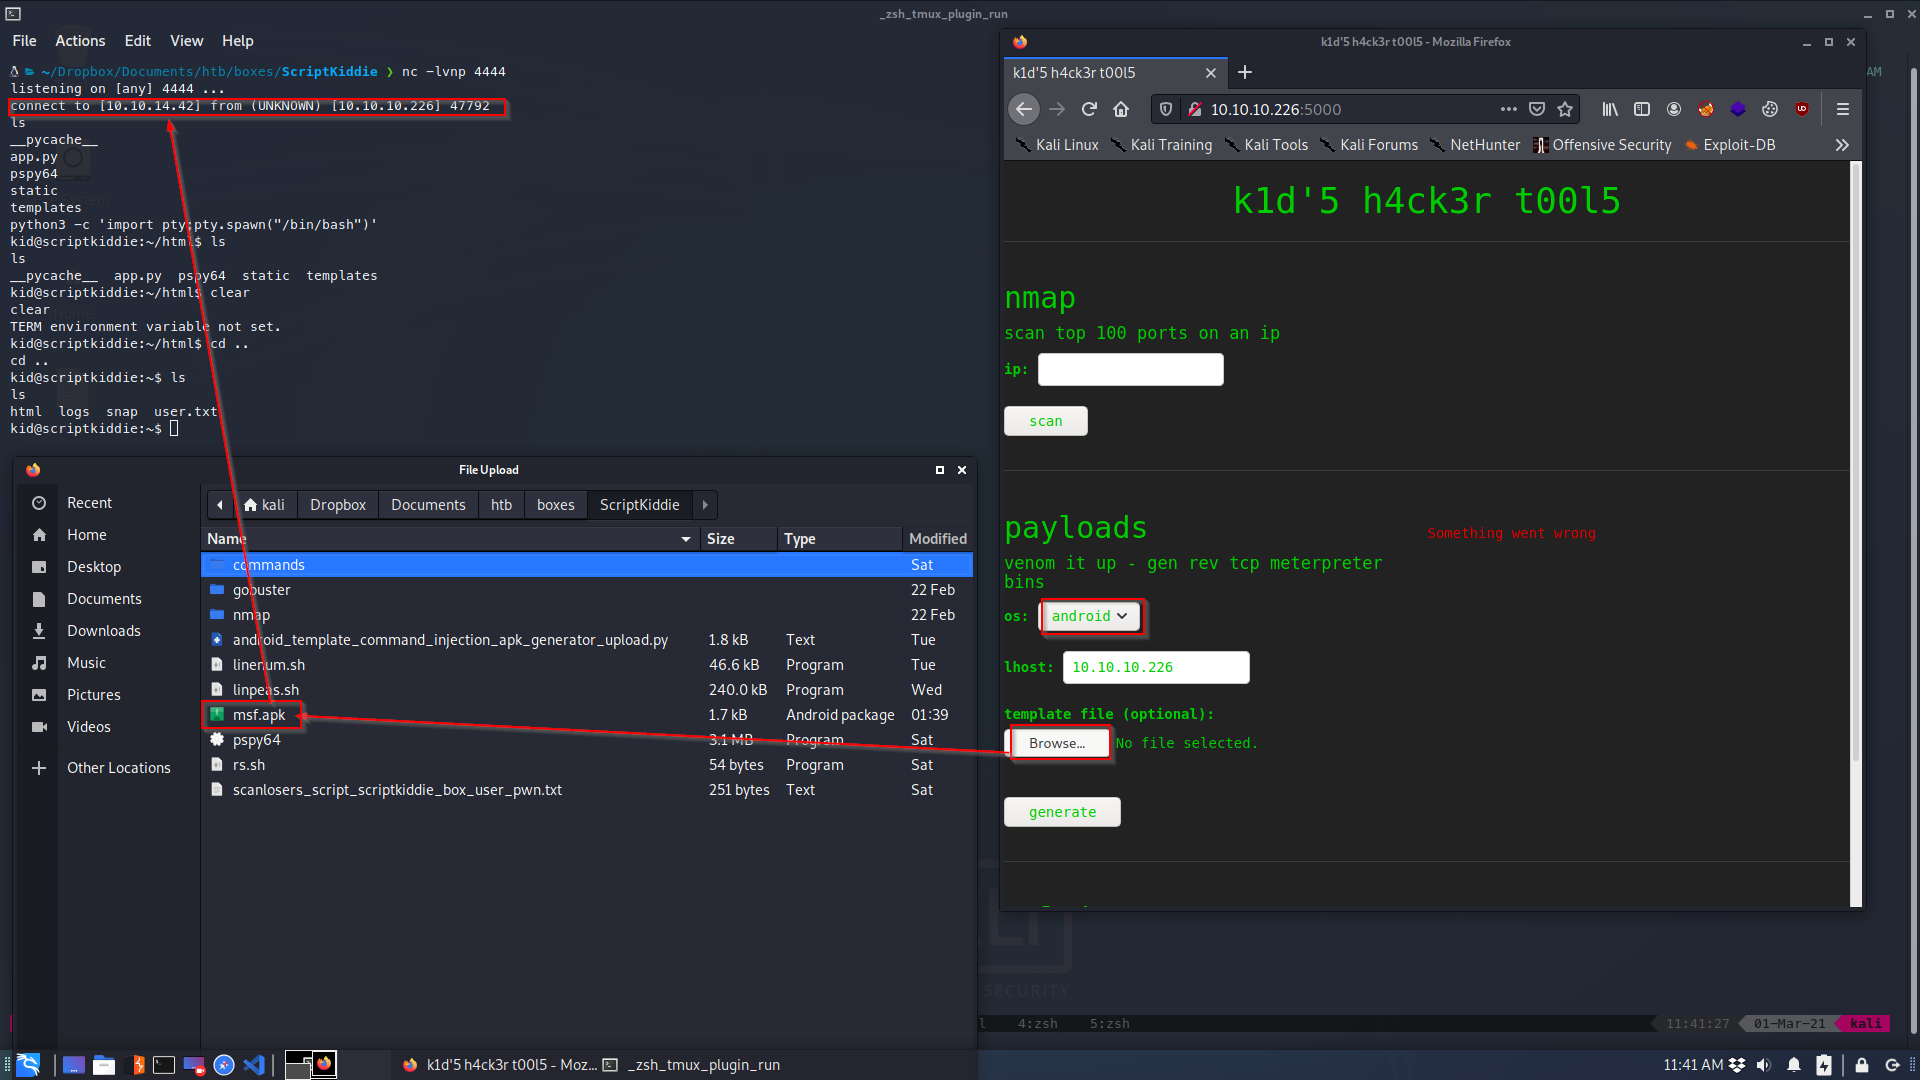 _zsh_tmux_plugin_run
File Actions Edit View Help
~/Dropbox/Documents/htb/boxes/ScriptKiddie ❯ nc -lvnp 4444
listening on [any] 4444 ...
connect to [10.10.14.42] from (UNKNOWN) [10.10.10.226] 47792
ls
__pycache__
app.py
pspy64
static
templates
python3 -c 'import pty;pty.spawn("/bin/bash")'
kid@scriptkiddie:~/html$ ls
ls
__pycache__ app.py pspy64 static templates
kid@scriptkiddie:~/html$ clear
clear
TERM environment variable not set.
kid@scriptkiddie:~/html$ cd ..
cd ..
kid@scriptkiddie:~$ ls
ls
html logs snap user.txt
kid@scriptkiddie:~$
File Upload
Recent
Home
Desktop
Documents
Downloads
Music
Pictures
Videos
Other Locations
kali Dropbox Documents htb boxes ScriptKiddie
Name Size Type Modified
commands Sat
gobuster 22 Feb
nmap 22 Feb
android_template_command_injection_apk_generator_upload.py 1.8 kB Text Tue
linenum.sh 46.6 kB Program Tue
linpeas.sh 240.0 kB Program Wed
msf.apk 1.7 kB Android package 01:39
pspy64 3.1 MB Program Sat
rs.sh 54 bytes Program Sat
scanlosers_script_scriptkiddie_box_user_pwn.txt 251 bytes Text Sat
k1d'5 h4ck3r t00l5 - Mozilla Firefox
k1d'5 h4ck3r t00l5
10.10.10.226:5000
Kali Linux Kali Training Kali Tools Kali Forums NetHunter Offensive Security Exploit-DB
k1d'5 h4ck3r t00l5
nmap
scan top 100 ports on an ip
ip:
scan
payloads
Something went wrong
venom it up - gen rev tcp meterpreter
bins
os: android
lhost: 10.10.10.226
template file (optional):
Browse... No file selected.
generate
AM
SECURITY
4:zsh 5:zsh
11:41:27 01-Mar-21 kali
k1d'5 h4ck3r t00l5 - Moz... _zsh_tmux_plugin_run
11:41 AM